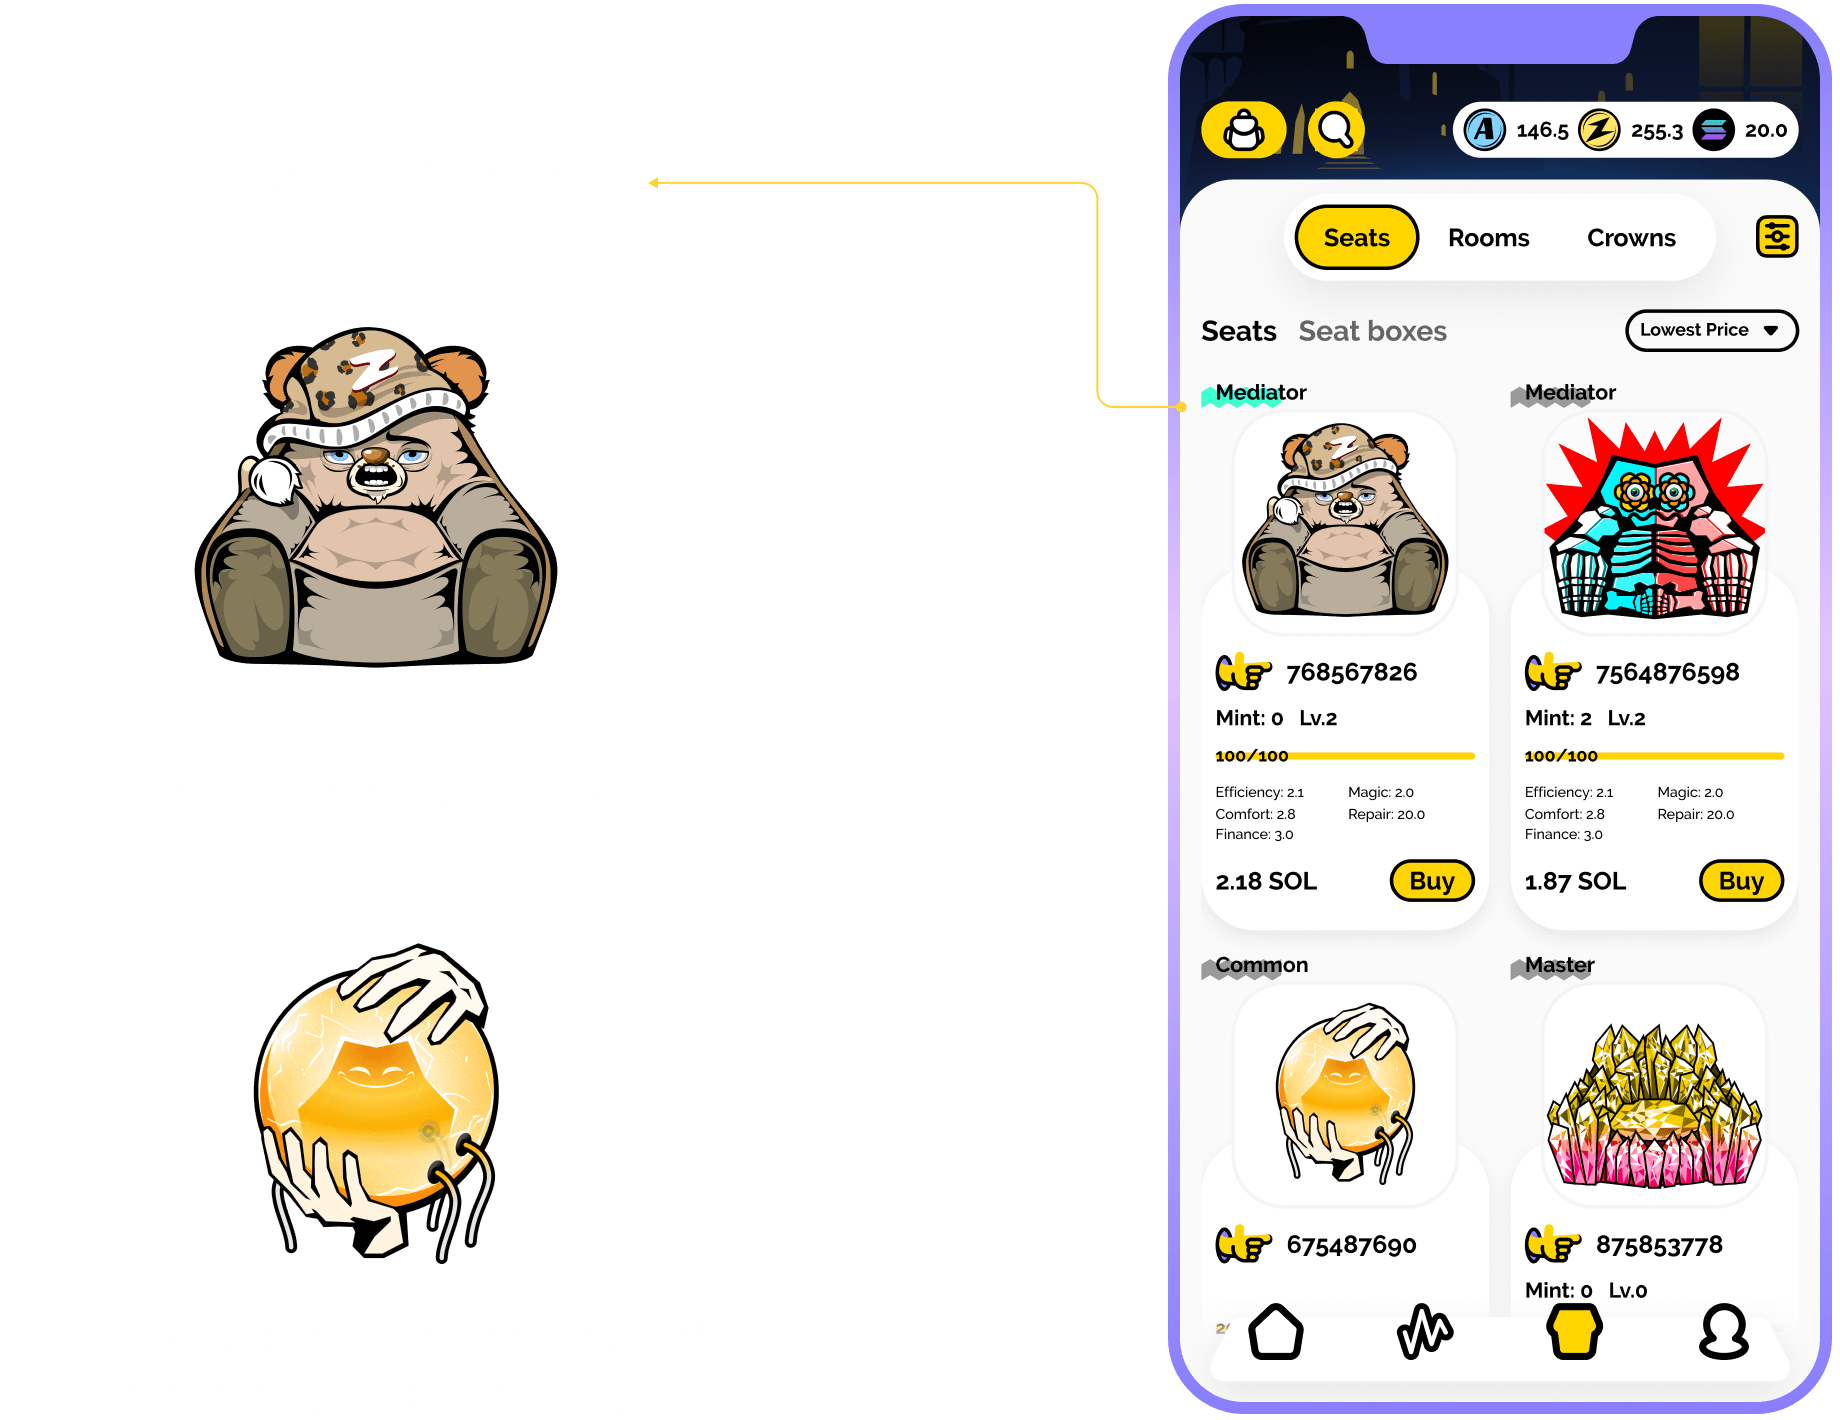 146.5 255.3 20.0
Seats Rooms Crowns
Seats Seat boxes Lowest Price
Mediator Mediator
768567826 7564876598
Mint: 0 Lv.2 Mint: 2 Lv.2
100/100 100/100
Efficiency: 2.1 Magic: 2.0 Efficiency: 2.1 Magic: 2.0
Comfort: 2.8 Repair: 20.0 Comfort: 2.8 Repair: 20.0
Finance: 3.0 Finance: 3.0
2.18 SOL Buy 1.87 SOL Buy
Common Master
675487690 875853778
Mint: 0 Lv.0